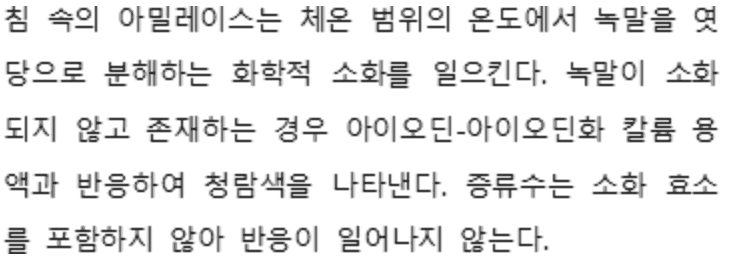 침 속의 아밀레이스는 체온 범위의 온도에서 녹말을 엿
당으로 분해하는 화학적 소화를 일으킨다. 녹말이 소화
되지 않고 존재하는 경우 아이오딘-아이오딘화 칼륨 용
액과 반응하여 청람색을 나타낸다. 증류수는 소화 효소
를 포함하지 않아 반응이 일어나지 않는다.